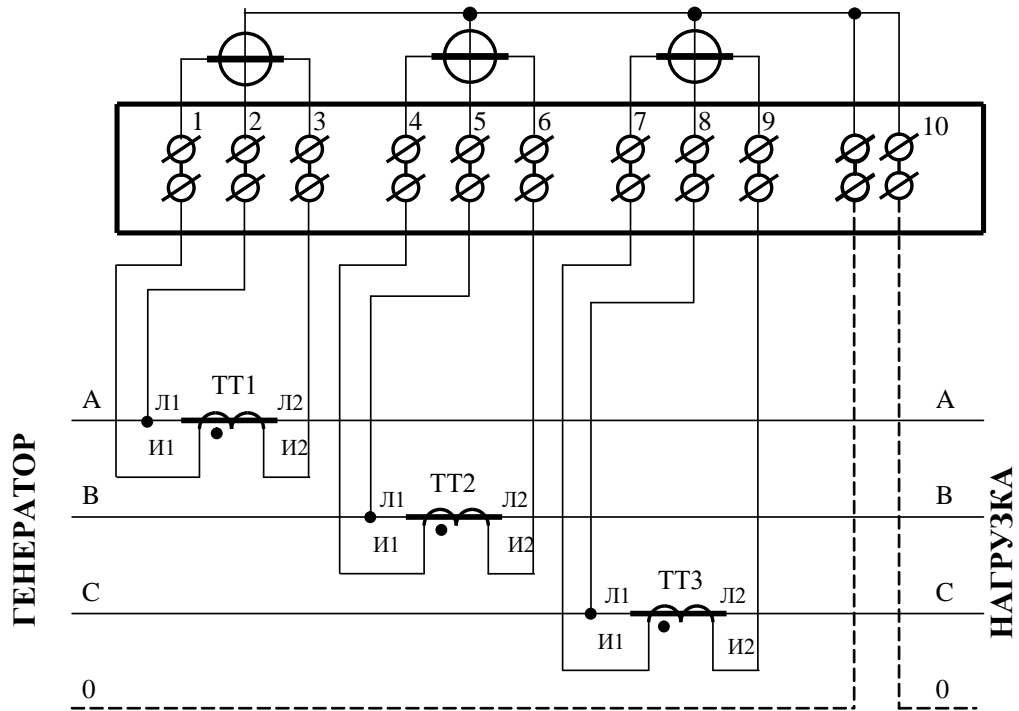 1 2 3 4 5 6 7 8 9 10
ТТ1
А Л1 Л2 А
И1 И2
ТТ2
В Л1 Л2 В
И1 И2
ТТ3
С Л1 Л2 С
И1 И2
0 0
ГЕНЕРАТОР
НАГРУЗКА